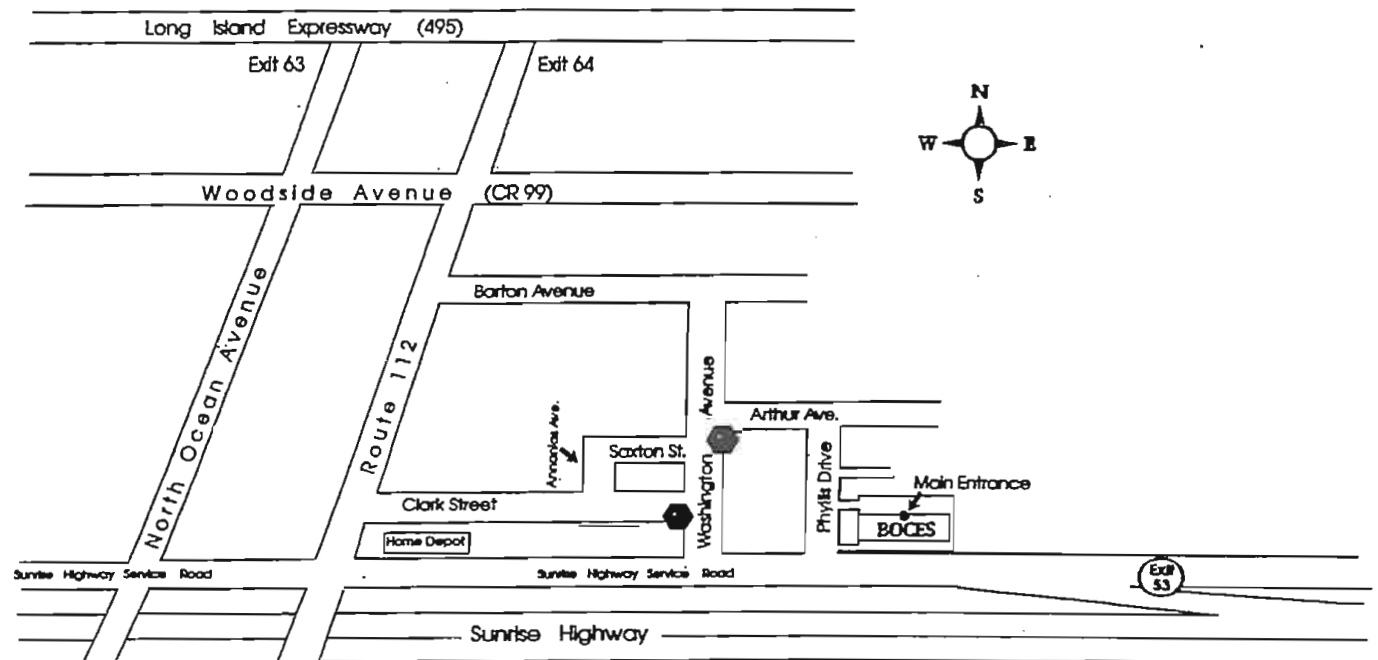 Long Island Expressway (495)
Exit 63
Exit 64
N
W
E
S
Woodside Avenue (CR 99)
North Ocean Avenue
Route 112
Barton Avenue
Washington Avenue
Arthur Ave.
Annanias Ave.
Saxton St.
Clark Street
Phyllis Drive
Main Entrance
BOCES
Home Depot
Sunrise Highway Service Road
Sunrise Highway Service Road
Exit
53
Sunrise Highway